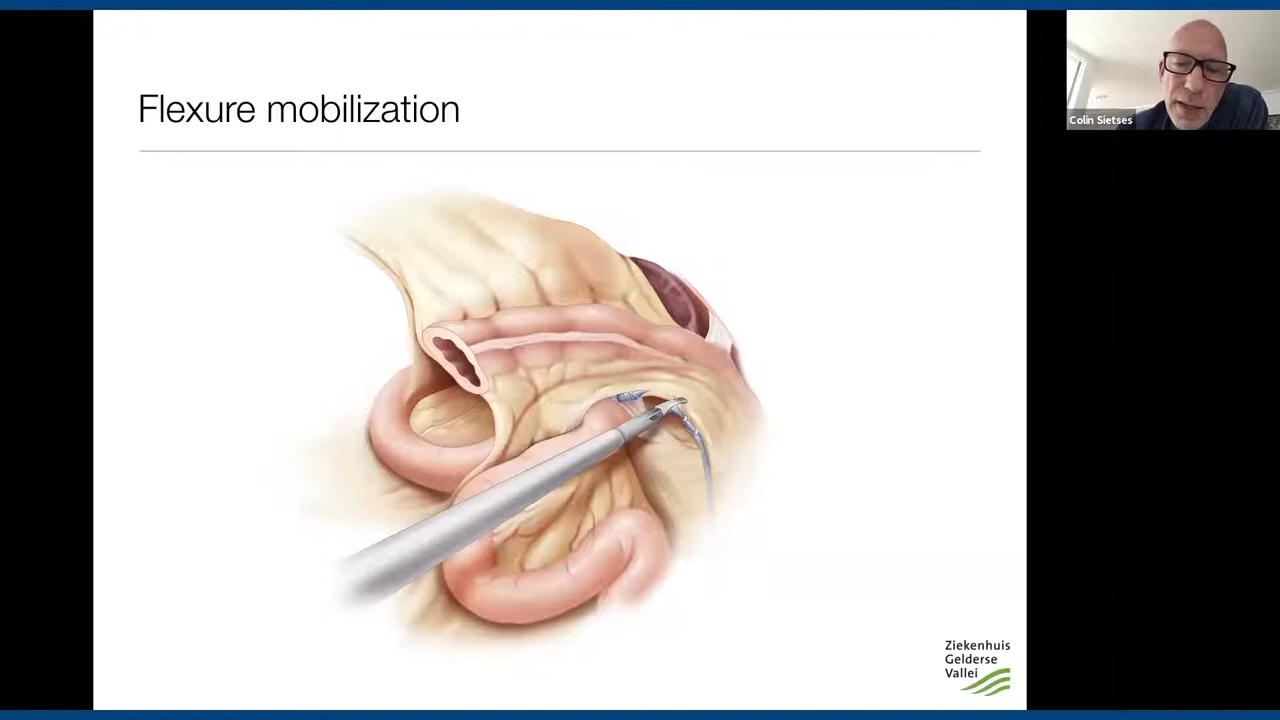 Flexure mobilization
Colin Sietses
Ziekenhuis
Gelderse
Vallei